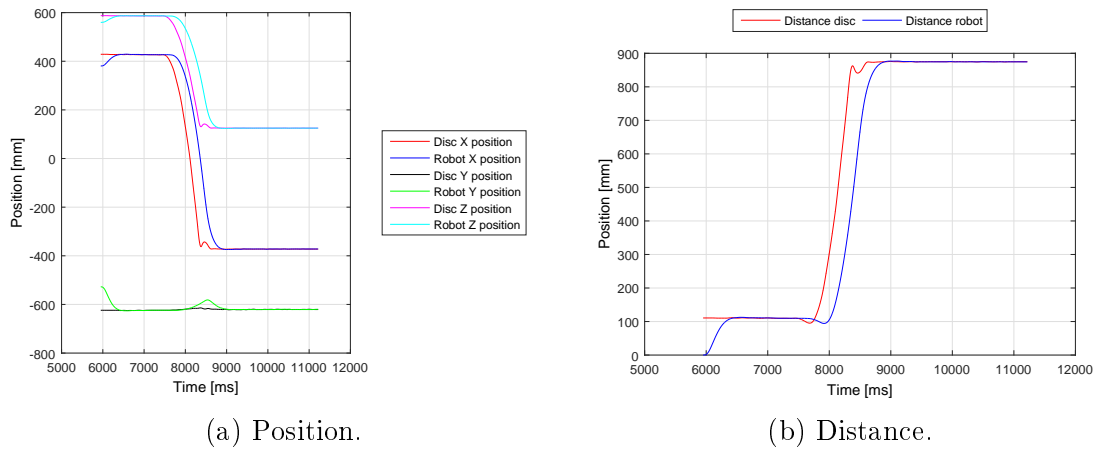 600
400
200
0
-200
-400
-600
-800
Position [mm]
5000 6000 7000 8000 9000 10000 11000 12000
Time [ms]
Disc X position
Robot X position
Disc Y position
Robot Y position
Disc Z position
Robot Z position
(a) Position.
Distance disc Distance robot
900
800
700
600
500
400
300
200
100
0
Position [mm]
5000 6000 7000 8000 9000 10000 11000 12000
Time [ms]
(b) Distance.